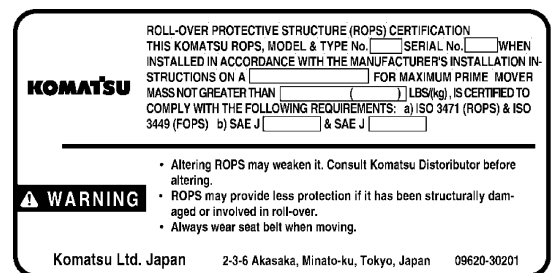 ROLL-OVER PROTECTIVE STRUCTURE (ROPS) CERTIFICATION
THIS KOMATSU ROPS, MODEL & TYPE No. SERIAL No. WHEN
INSTALLED IN ACCORDANCE WITH THE MANUFACTURER'S INSTALLATION IN-
STRUCTIONS ON A FOR MAXIMUM PRIME MOVER
MASS NOT GREATER THAN ( ) LBS/(kg), IS CERTIFIED TO
COMPLY WITH THE FOLLOWING REQUIREMENTS: a) ISO 3471 (ROPS) & ISO
3449 (FOPS) b) SAE J & SAE J
KOMATSU
• Altering ROPS may weaken it. Consult Komatsu Distoributor before
altering.
• ROPS may provide less protection if it has been structurally dam-
aged or involved in roll-over.
• Always wear seat belt when moving.
WARNING
Komatsu Ltd. Japan 2-3-6 Akasaka, Minato-ku, Tokyo, Japan 09620-30201